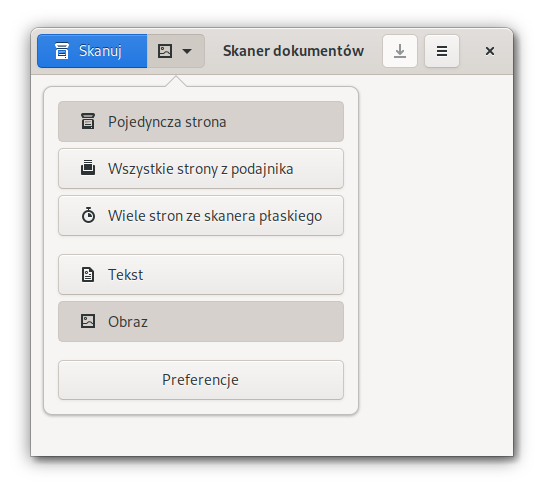 Skanuj
Skaner dokumentów
Pojedyncza strona
Wszystkie strony z podajnika
Wiele stron ze skanera płaskiego
Tekst
Obraz
Preferencje